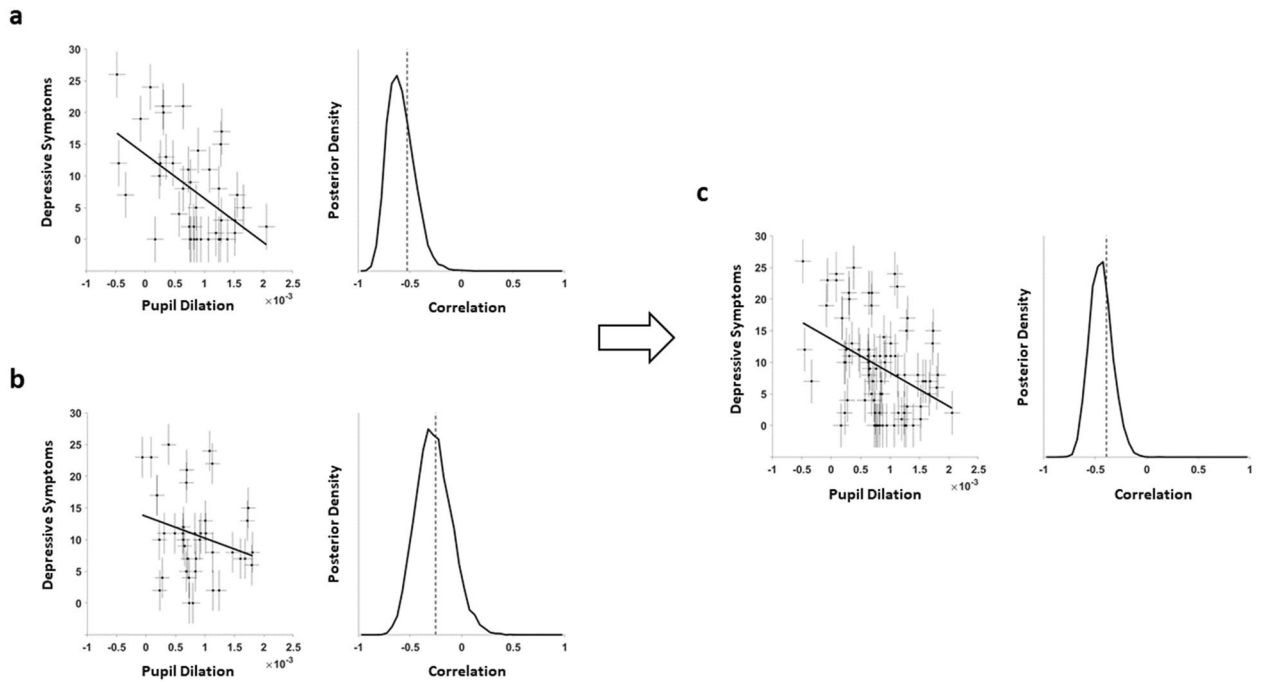 a
Depressive Symptoms
30
25
20
15
10
5
0
-1 -0.5 0 0.5 1 1.5 2 2.5
×10⁻³
Pupil Dilation
Posterior Density
-1 -0.5 0 0.5 1
Correlation
b
Depressive Symptoms
30
25
20
15
10
5
0
-1 -0.5 0 0.5 1 1.5 2 2.5
×10⁻³
Pupil Dilation
Posterior Density
-1 -0.5 0 0.5 1
Correlation
c
Depressive Symptoms
30
25
20
15
10
5
0
-1 -0.5 0 0.5 1 1.5 2 2.5
×10⁻³
Pupil Dilation
Posterior Density
-1 -0.5 0 0.5 1
Correlation